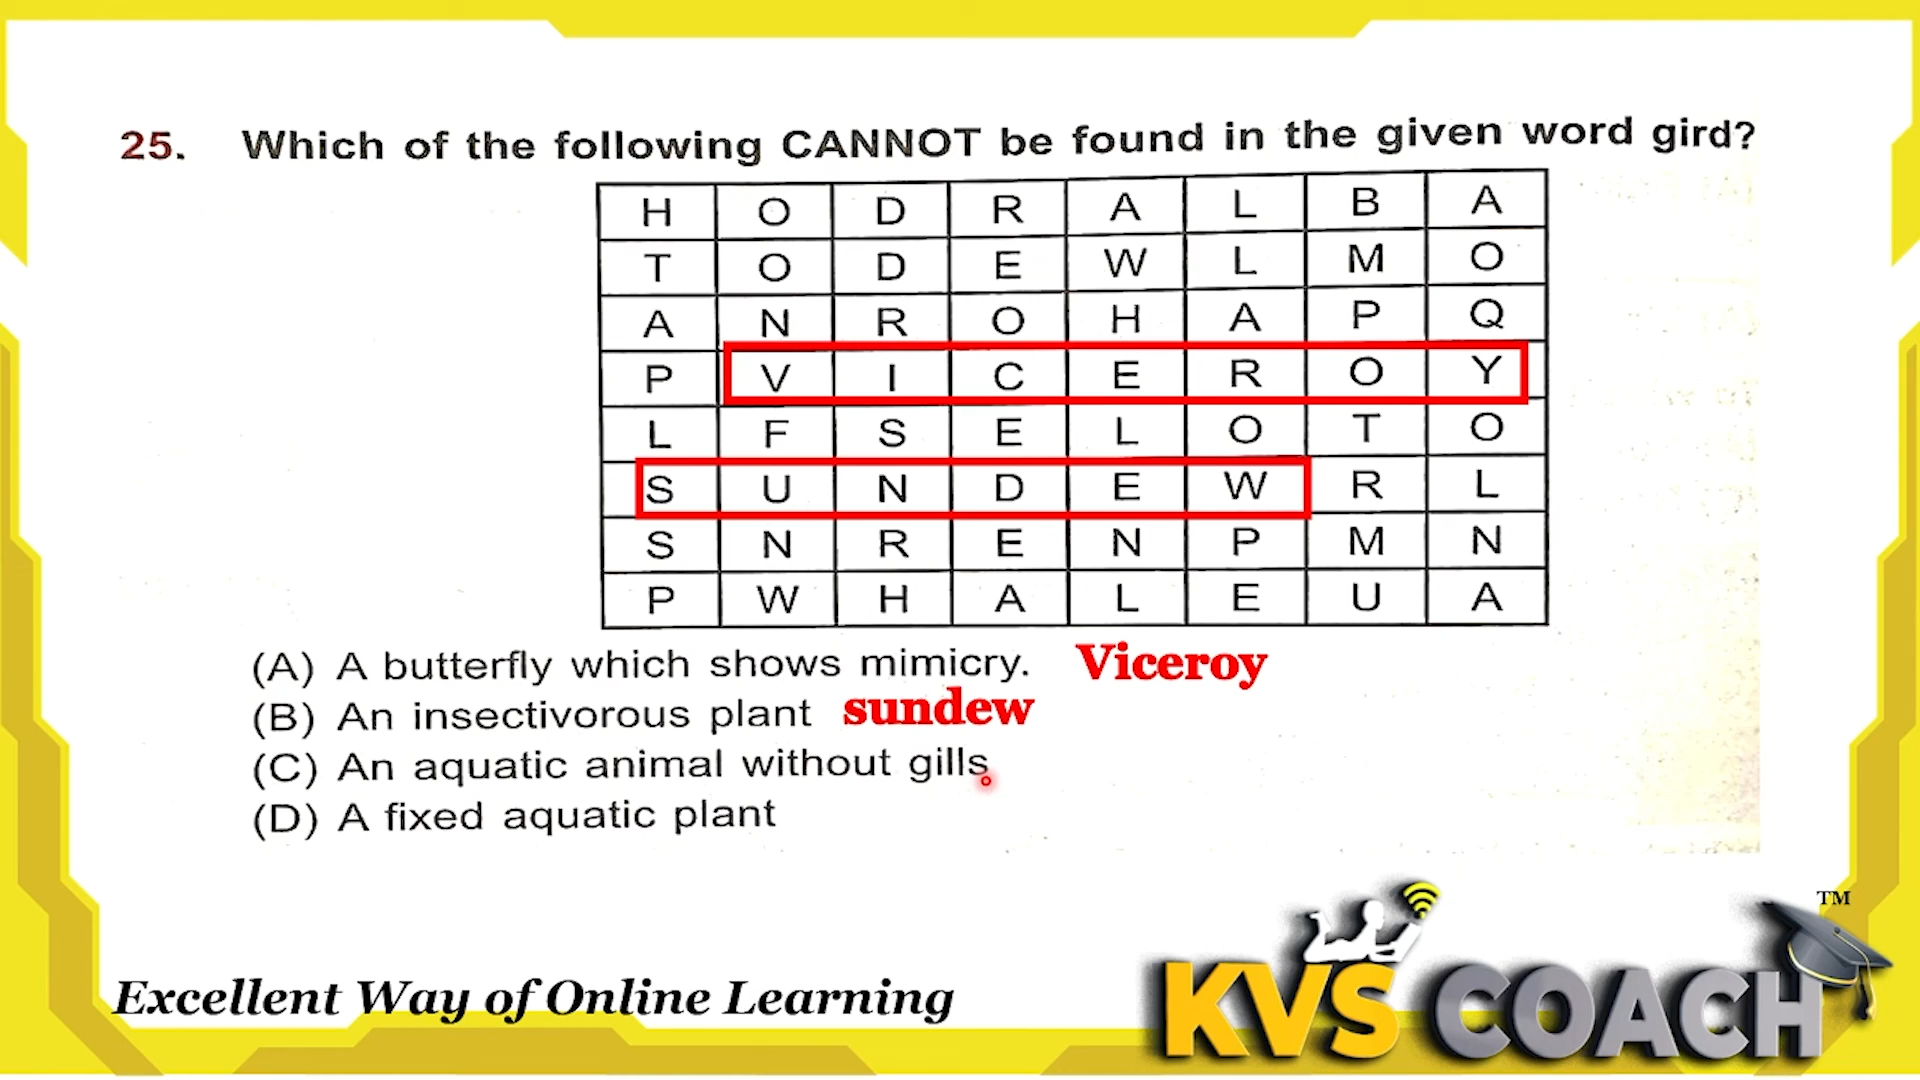 25. Which of the following CANNOT be found in the given word gird?
H O D R A L B A
T O D E W L M O
A N R O H A P Q
P V I C E R O Y
L F S E L O T O
S U N D E W R L
S N R E N P M N
P W H A L E U A
(A) A butterfly which shows mimicry. Viceroy
(B) An insectivorous plant sundew
(C) An aquatic animal without gills
(D) A fixed aquatic plant
Excellent Way of Online Learning
KVS COACH TM